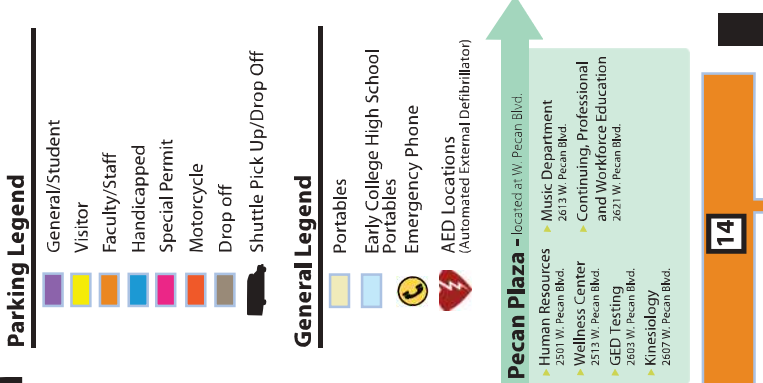 Parking Legend
General/Student
Visitor
Faculty/Staff
Handicapped
Special Permit
Motorcycle
Drop off
Shuttle Pick Up/Drop Off
General Legend
Portables
Early College High School
Portables
Emergency Phone
AED Locations
(Automated External Defibrillator)
Pecan Plaza - located at W. Pecan Blvd.
Human Resources
2501 W. Pecan Blvd.
Wellness Center
2513 W. Pecan Blvd.
GED Testing
2603 W. Pecan Blvd.
Kinesiology
2607 W. Pecan Blvd.
Music Department
2613 W. Pecan Blvd.
Continuing, Professional
and Workforce Education
2621 W. Pecan Blvd.
14